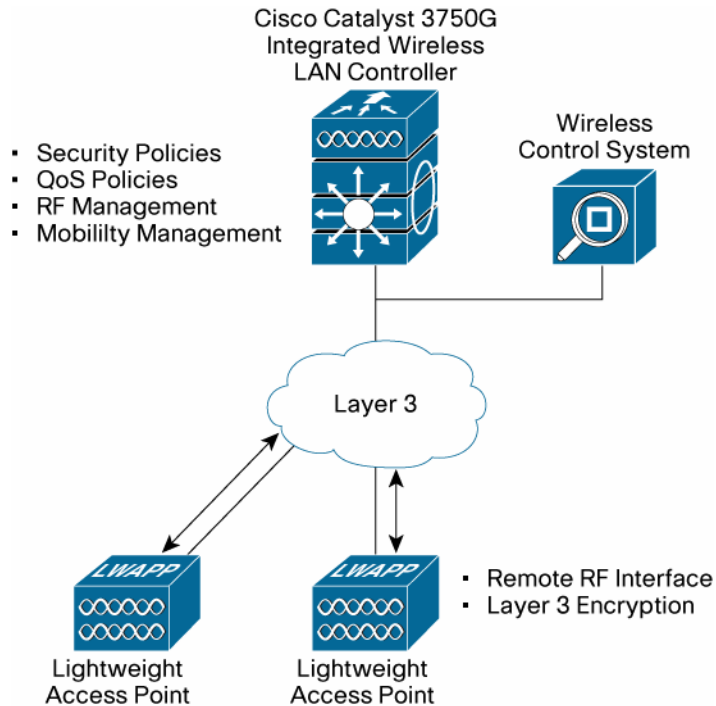 Cisco Catalyst 3750G
Integrated Wireless
LAN Controller
▪ Security Policies
▪ QoS Policies
▪ RF Management
▪ Mobililty Management
Wireless
Control System
Layer 3
LWAPP
Lightweight
Access Point
LWAPP
Lightweight
Access Point
▪ Remote RF Interface
▪ Layer 3 Encryption